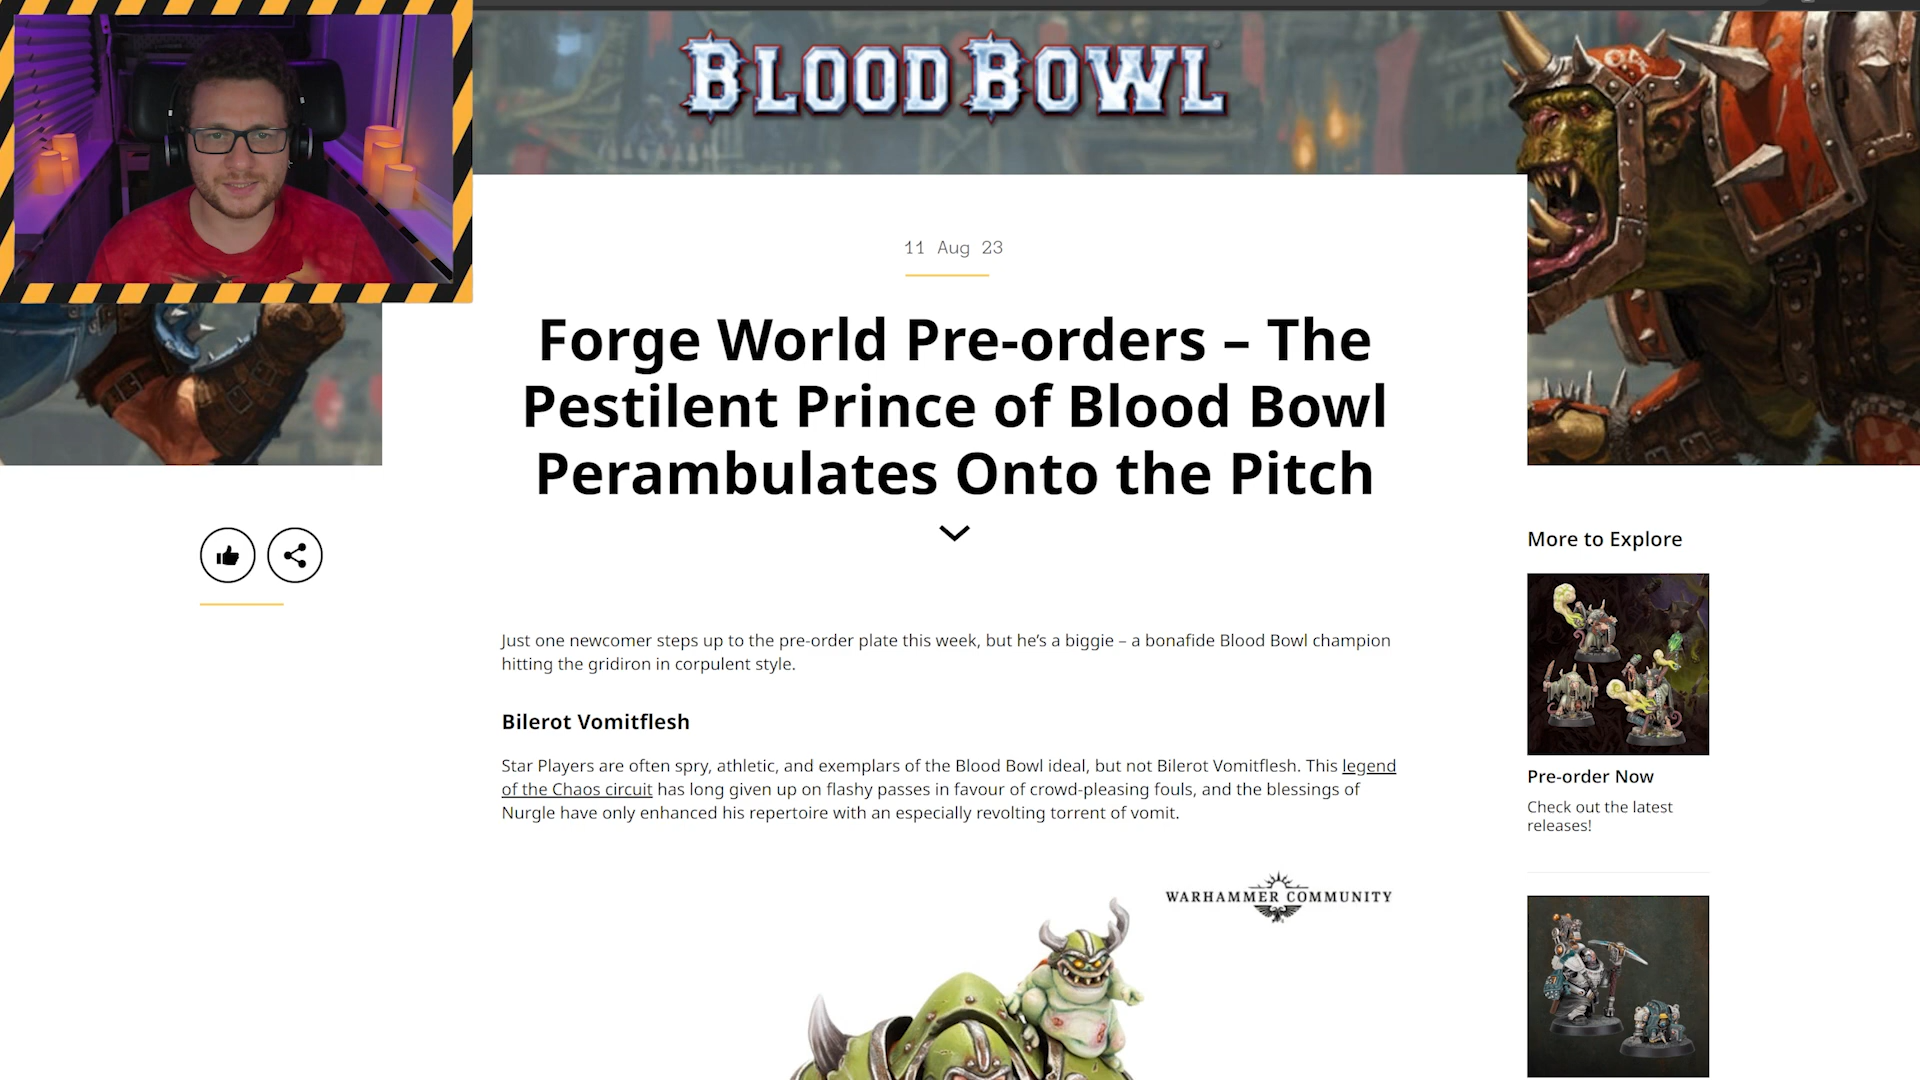 BLOOD BOWL
11 Aug 23
Forge World Pre-orders – The
Pestilent Prince of Blood Bowl
Perambulates Onto the Pitch
Just one newcomer steps up to the pre-order plate this week, but he’s a biggie – a bonafide Blood Bowl champion
hitting the gridiron in corpulent style.
Bilerot Vomitflesh
Star Players are often spry, athletic, and exemplars of the Blood Bowl ideal, but not Bilerot Vomitflesh. This legend
of the Chaos circuit has long given up on flashy passes in favour of crowd-pleasing fouls, and the blessings of
Nurgle have only enhanced his repertoire with an especially revolting torrent of vomit.
WARHAMMER COMMUNITY
More to Explore
Pre-order Now
Check out the latest
releases!